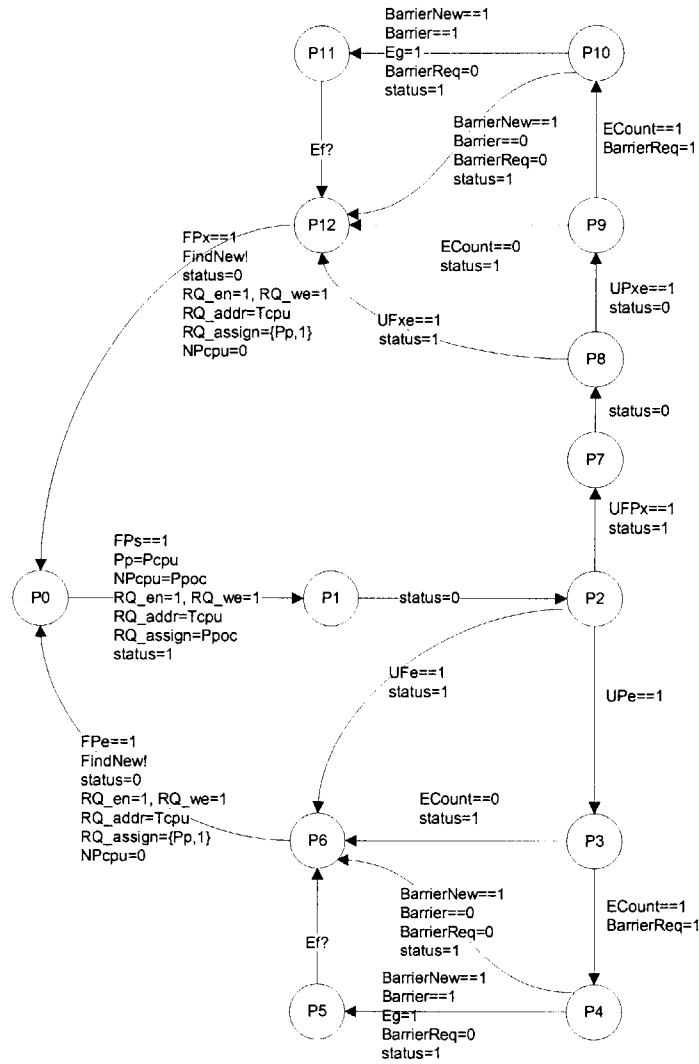 BarrierNew==1
Barrier==1
Eg=1
BarrierReq=0
status=1
P11
P10
Ef?
BarrierNew==1
Barrier==0
BarrierReq=0
status=1
ECount==1
BarrierReq=1
P12
P9
FPx==1
FindNew!
status=0
RQ_en=1, RQ_we=1
RQ_addr=Tcpu
RQ_assign={Pp,1}
NPcpu=0
ECount==0
status=1
UPxe==1
status=0
UFxe==1
status=1
P8
status=0
P7
UFPx==1
status=1
FPs==1
Pp=Pcpu
NPcpu=Ppoc
RQ_en=1, RQ_we=1
RQ_addr=Tcpu
RQ_assign=Ppoc
status=1
P0
P1
status=0
P2
UFe==1
status=1
UPe==1
FPe==1
FindNew!
status=0
RQ_en=1, RQ_we=1
RQ_addr=Tcpu
RQ_assign={Pp,1}
NPcpu=0
ECount==0
status=1
P6
P3
BarrierNew==1
Barrier==0
BarrierReq=0
status=1
ECount==1
BarrierReq=1
Ef?
BarrierNew==1
Barrier==1
Eg=1
BarrierReq=0
status=1
P5
P4